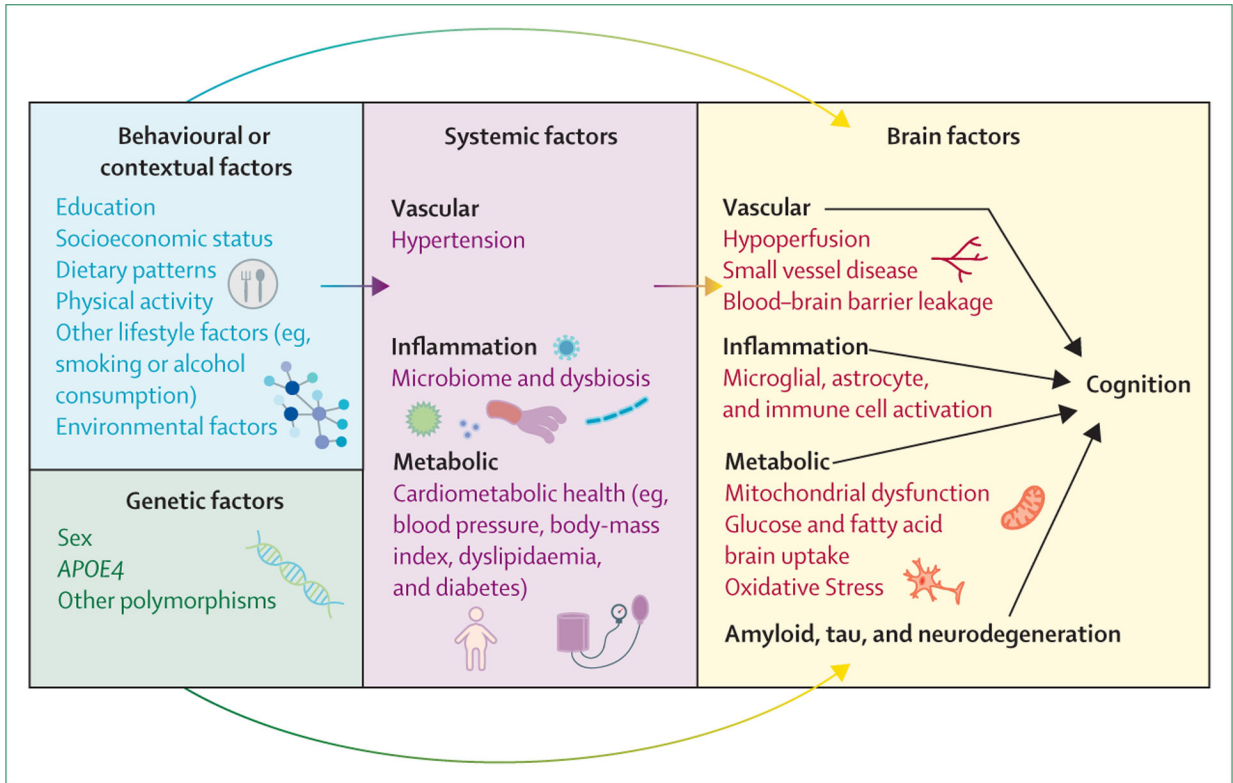 Behavioural or
contextual factors
Education
Socioeconomic status
Dietary patterns
Physical activity
Other lifestyle factors (eg,
smoking or alcohol
consumption)
Environmental factors
Genetic factors
Sex
APOE4
Other polymorphisms
Systemic factors
Vascular
Hypertension
Inflammation
Microbiome and dysbiosis
Metabolic
Cardiometabolic health (eg,
blood pressure, body-mass
index, dyslipidaemia,
and diabetes)
Brain factors
Vascular
Hypoperfusion
Small vessel disease
Blood–brain barrier leakage
Inflammation
Microglial, astrocyte,
and immune cell activation
Metabolic
Mitochondrial dysfunction
Glucose and fatty acid
brain uptake
Oxidative Stress
Amyloid, tau, and neurodegeneration
Cognition